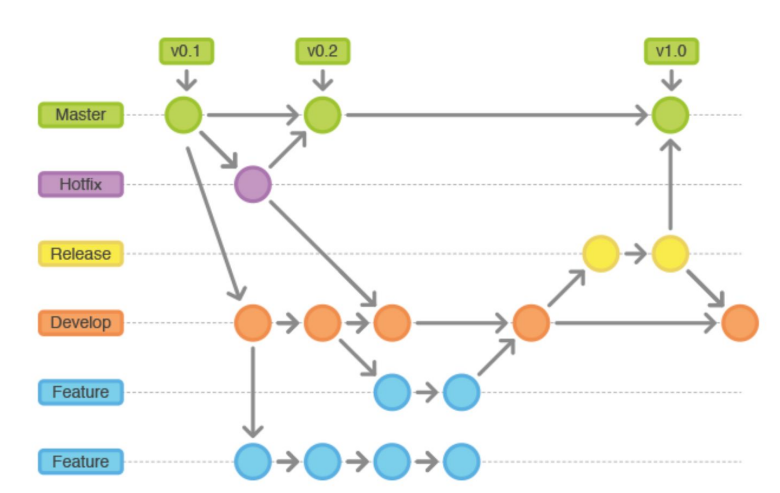 v0.1
v0.2
v1.0
Master
Hotfix
Release
Develop
Feature
Feature